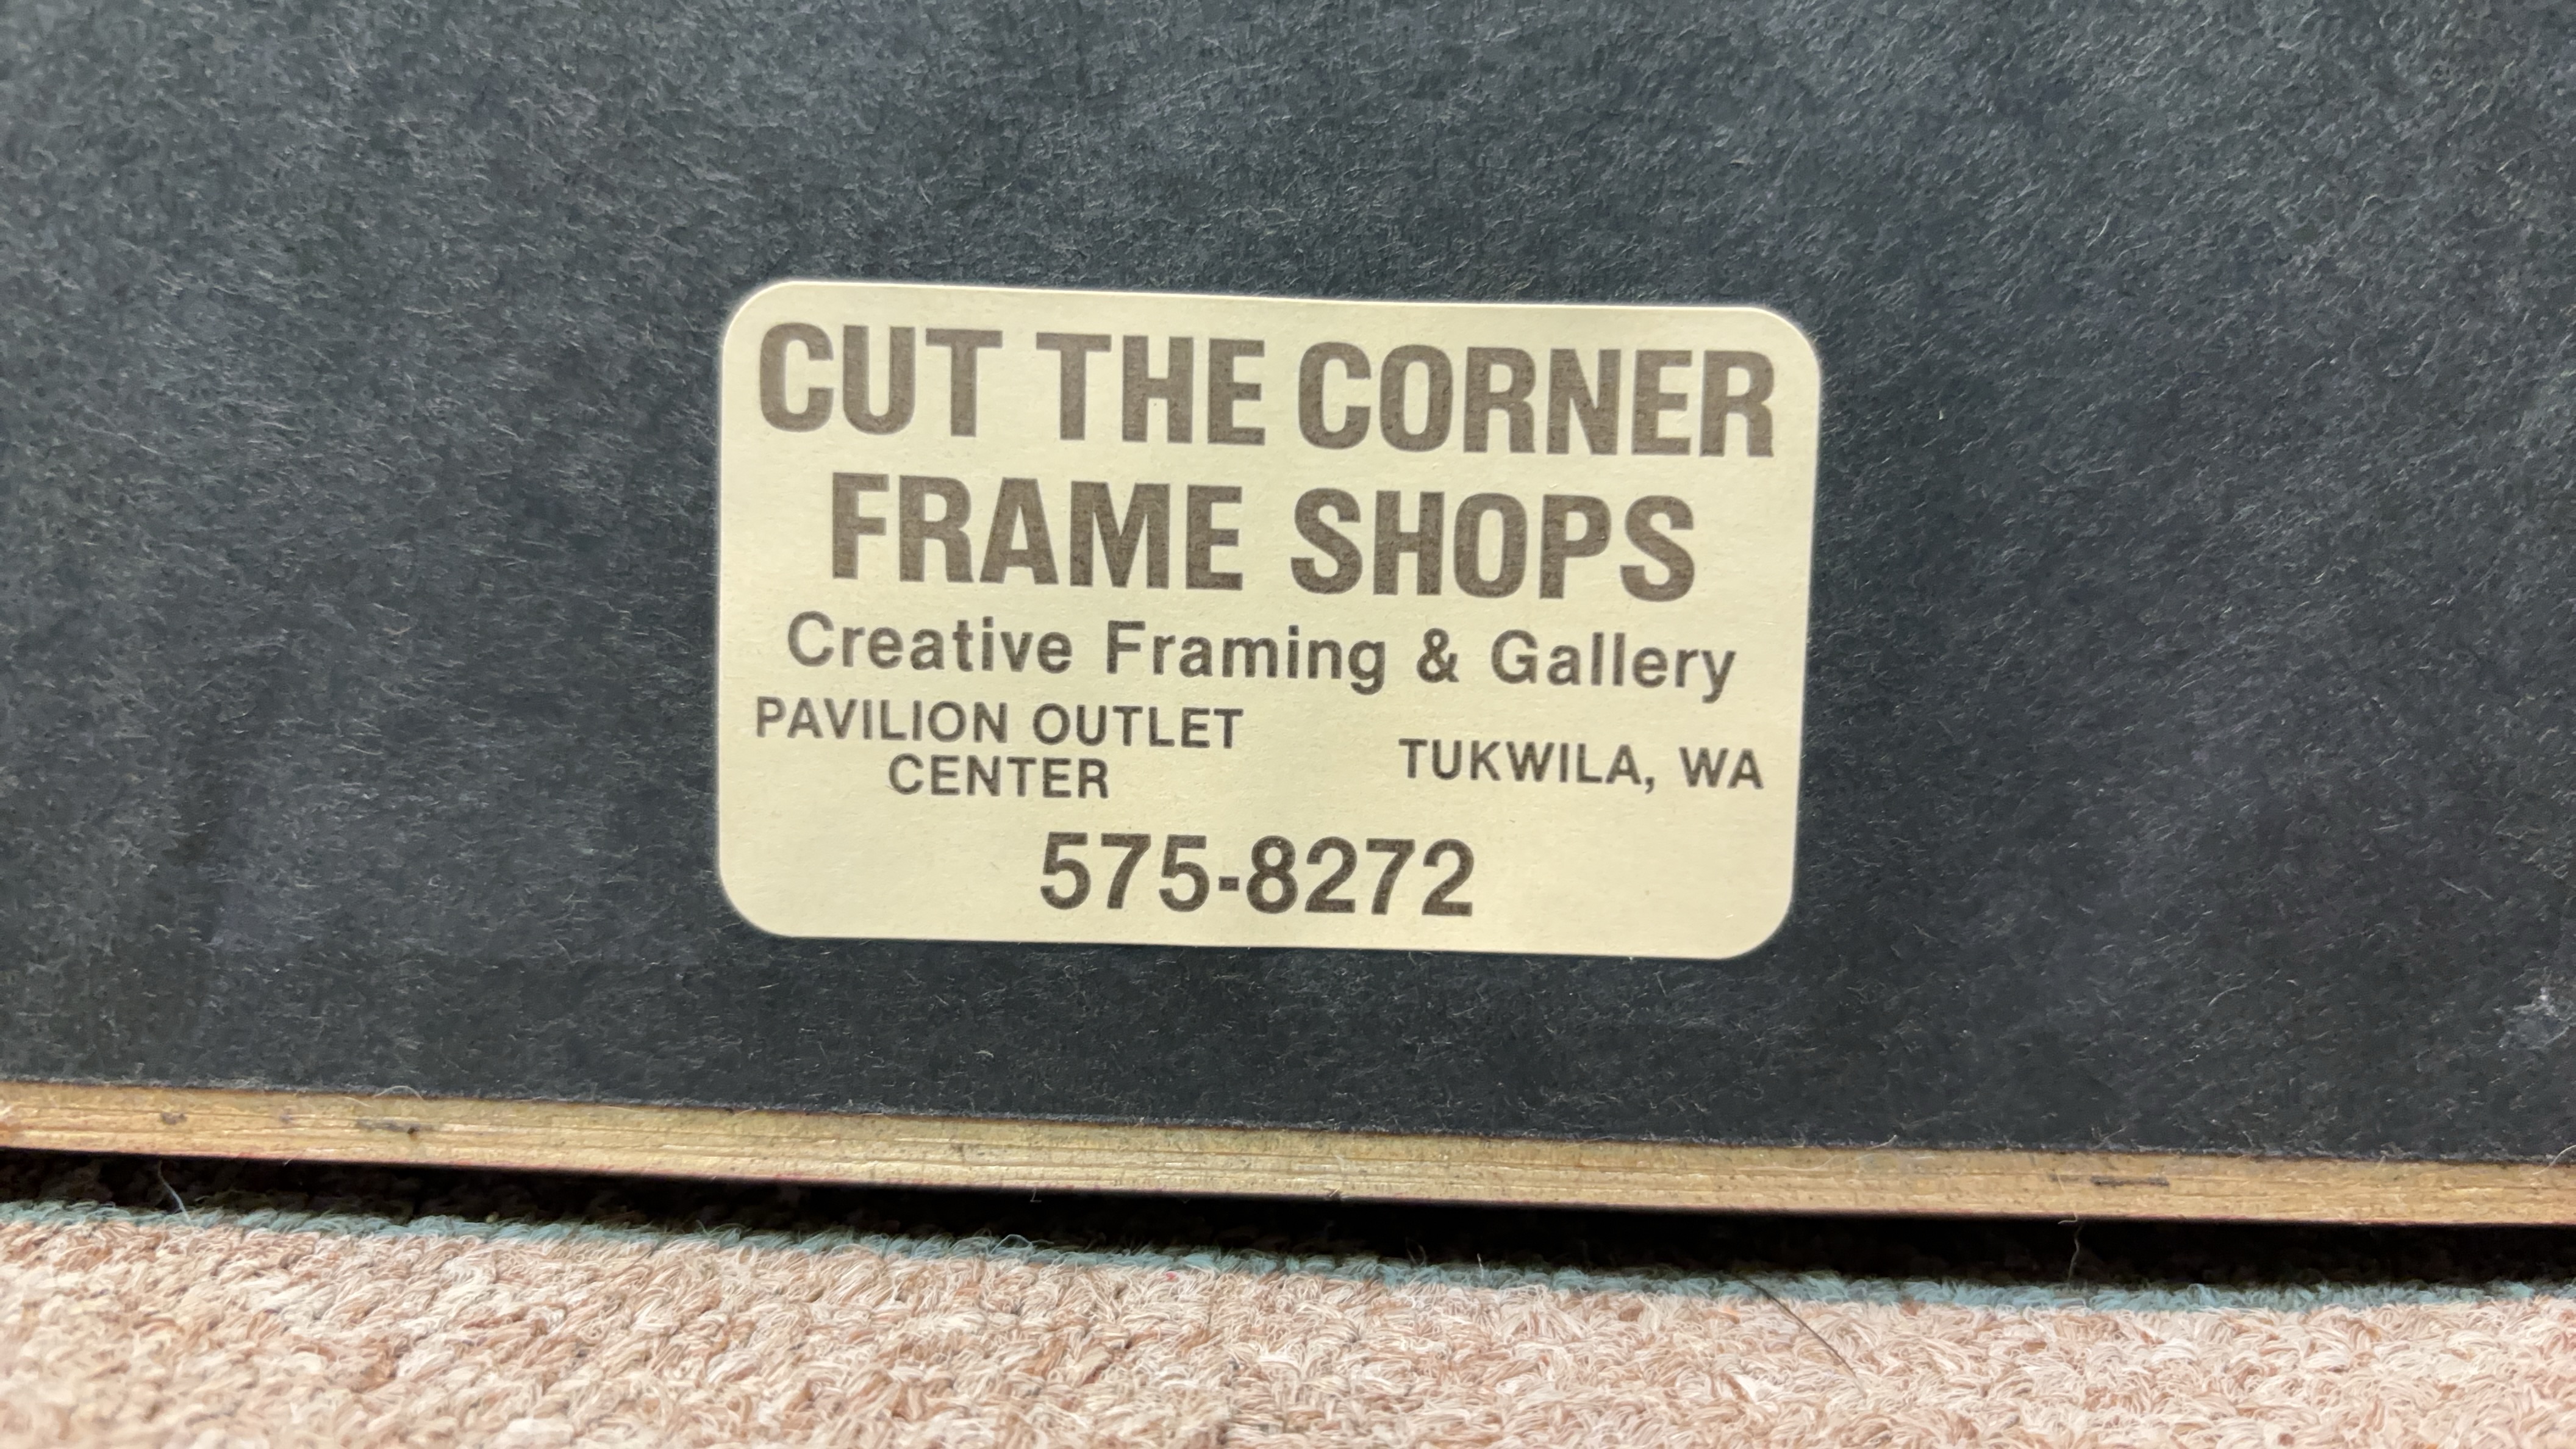 CUT THE CORNER
FRAME SHOPS
Creative Framing & Gallery
PAVILION OUTLET
CENTER
TUKWILA, WA
575-8272